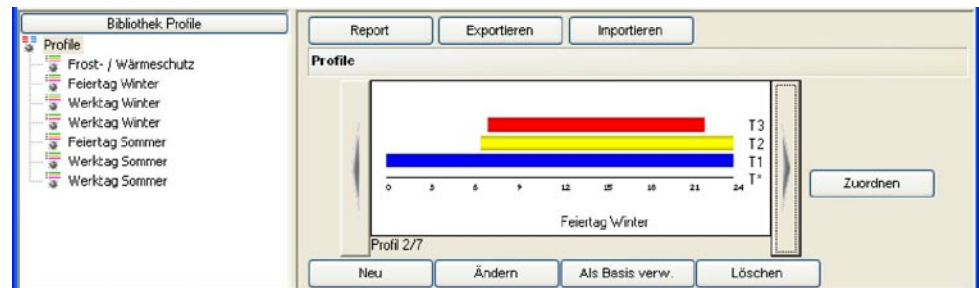 Bibliothek Profile
Profile
Frost- / Wärmeschutz
Feiertag Winter
Werktag Winter
Werktag Winter
Feiertag Sommer
Werktag Sommer
Werktag Sommer
Report Exportieren Importieren
Profile
T3
T2
T1
T*
0 3 6 9 12 15 18 21 24
Feiertag Winter
Profil 2/7
Zuordnen
Neu Ändern Als Basis verw. Löschen